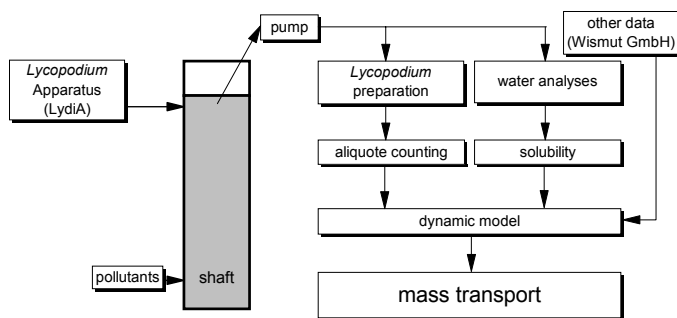 pump
other data
(Wismut GmbH)
Lycopodium
Apparatus
(LydiA)
Lycopodium
preparation
water analyses
aliquote counting
solubility
dynamic model
pollutants
shaft
mass transport